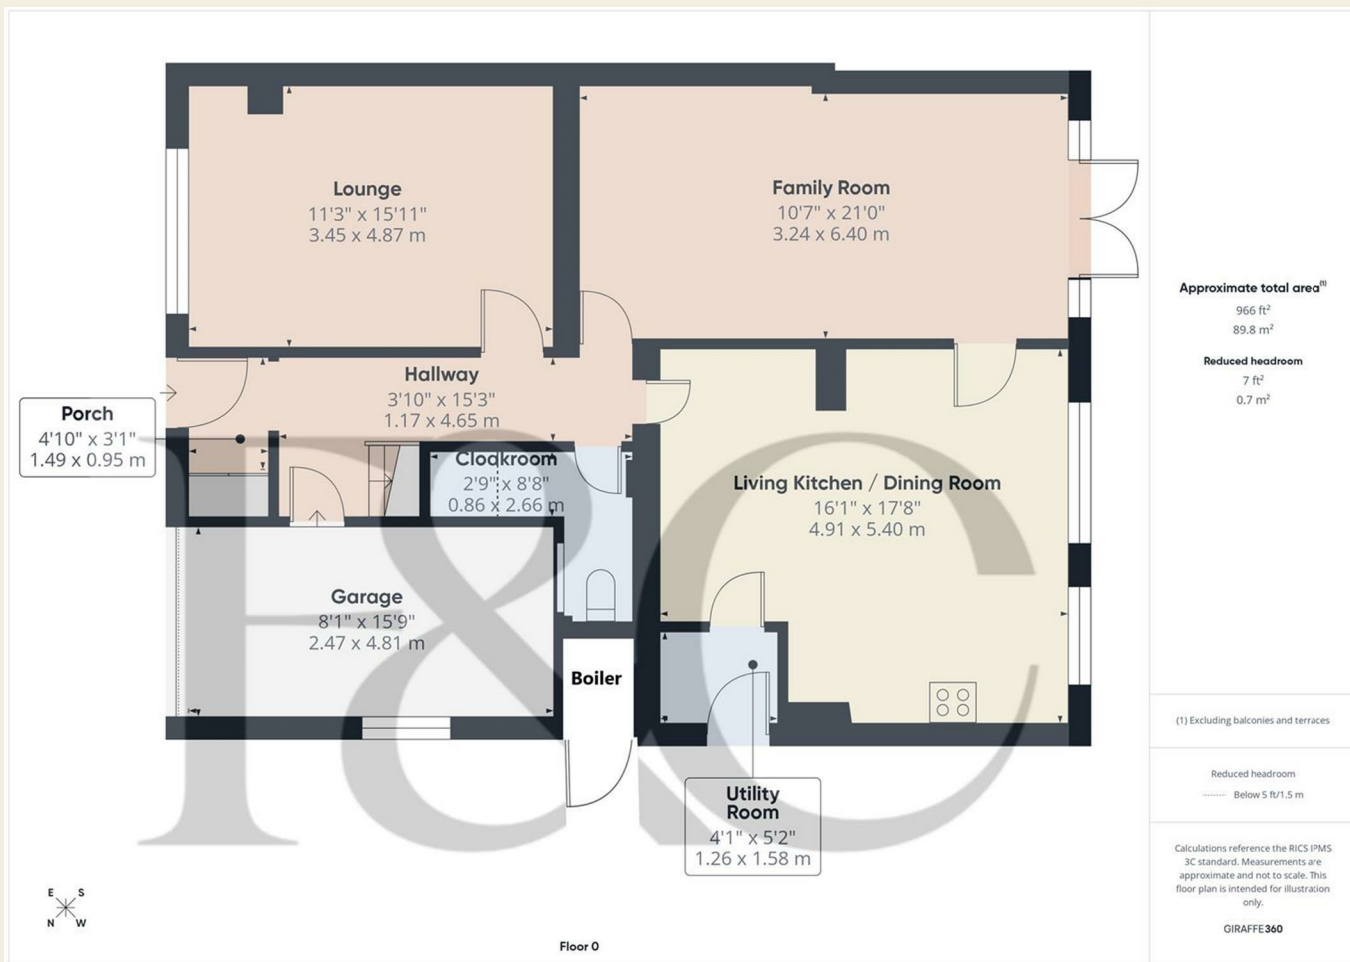 Lounge
11'3" x 15'11"
3.45 x 4.87 m
Family Room
10'7" x 21'0"
3.24 x 6.40 m
Hallway
3'10" x 15'3"
1.17 x 4.65 m
Porch
4'10" x 3'1"
1.49 x 0.95 m
Cloakroom
2'9" x 8'8"
0.86 x 2.66 m
Living Kitchen / Dining Room
16'1" x 17'8"
4.91 x 5.40 m
Garage
8'1" x 15'9"
2.47 x 4.81 m
Boiler
Utility
Room
4'1" x 5'2"
1.26 x 1.58 m
F&C
E S
N W
Floor 0
Approximate total area(1)
966 ft²
89.8 m²
Reduced headroom
7 ft²
0.7 m²
(1) Excluding balconies and terraces
Reduced headroom
Below 5 ft/1.5 m
Calculations reference the RICS IPMS
3C standard. Measurements are
approximate and not to scale. This
floor plan is intended for illustration
only.
GIRAFFE360